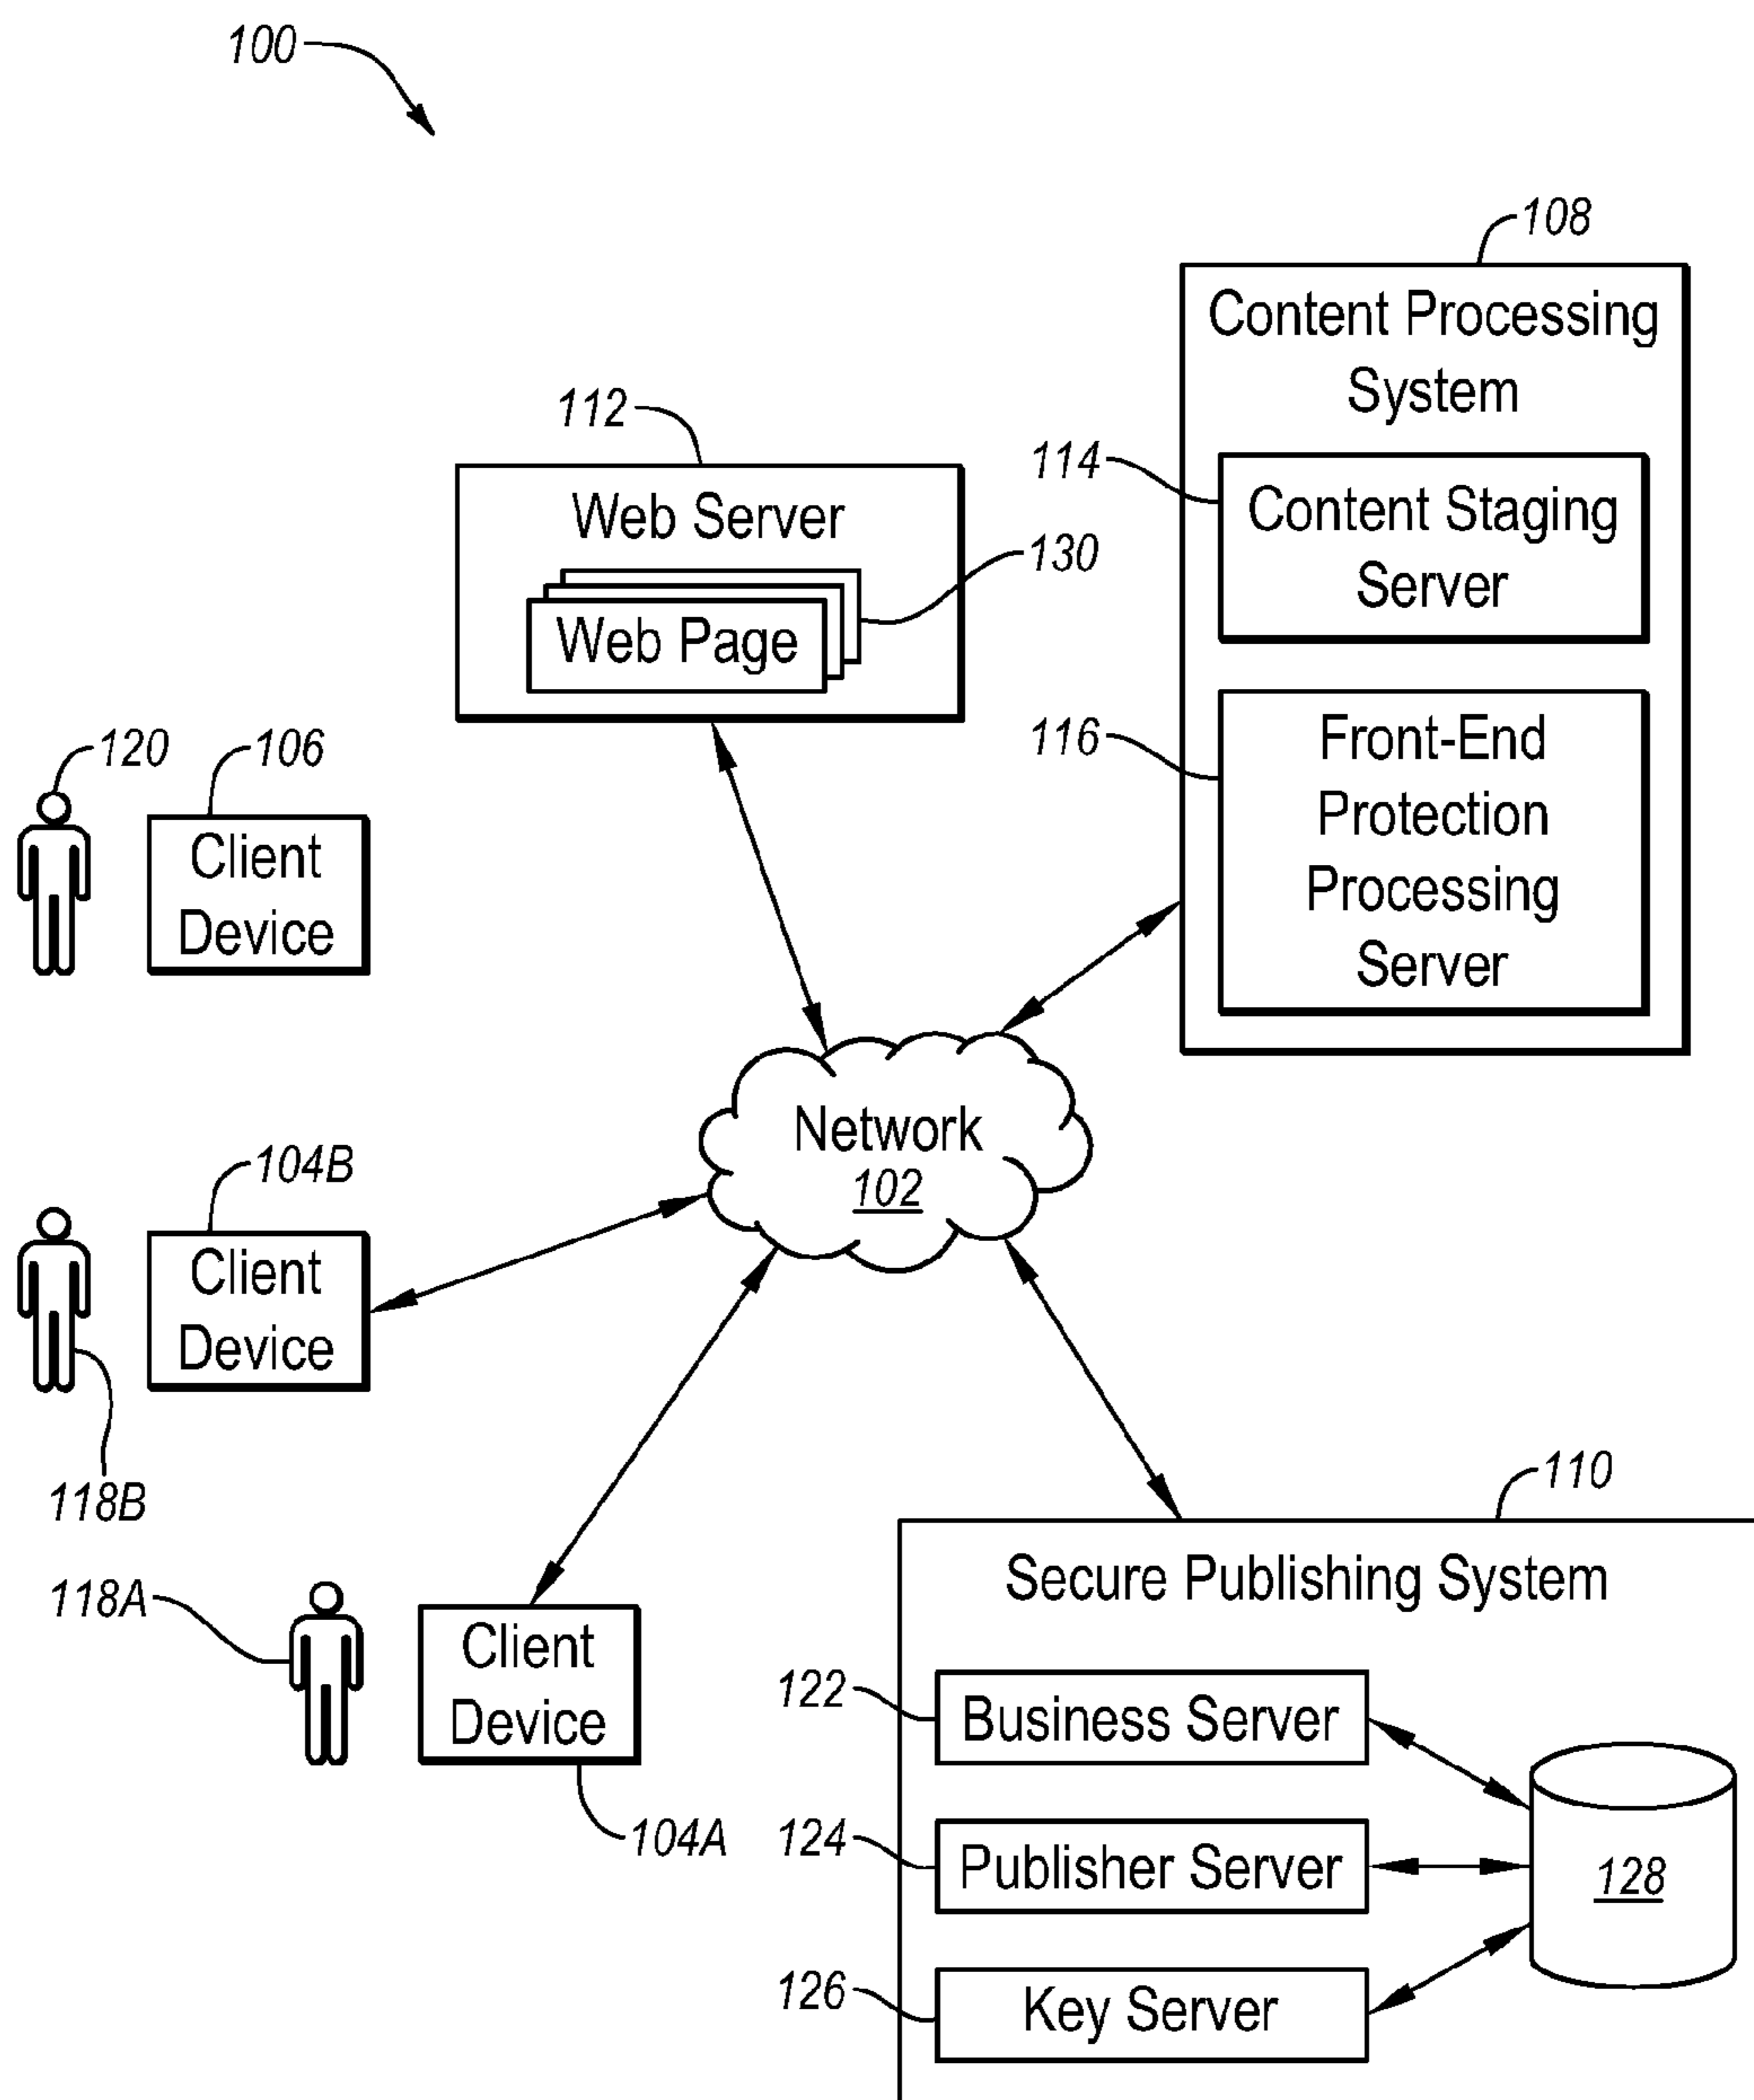 100
108
Content Processing
System
112
114
Web Server
Content Staging
Server
130
Web Page
116
Front-End
Protection
Processing
Server
120
106
Client
Device
Network
102
104B
Client
Device
118B
110
Secure Publishing System
118A
Client
Device
104A
122
Business Server
124
Publisher Server
128
126
Key Server